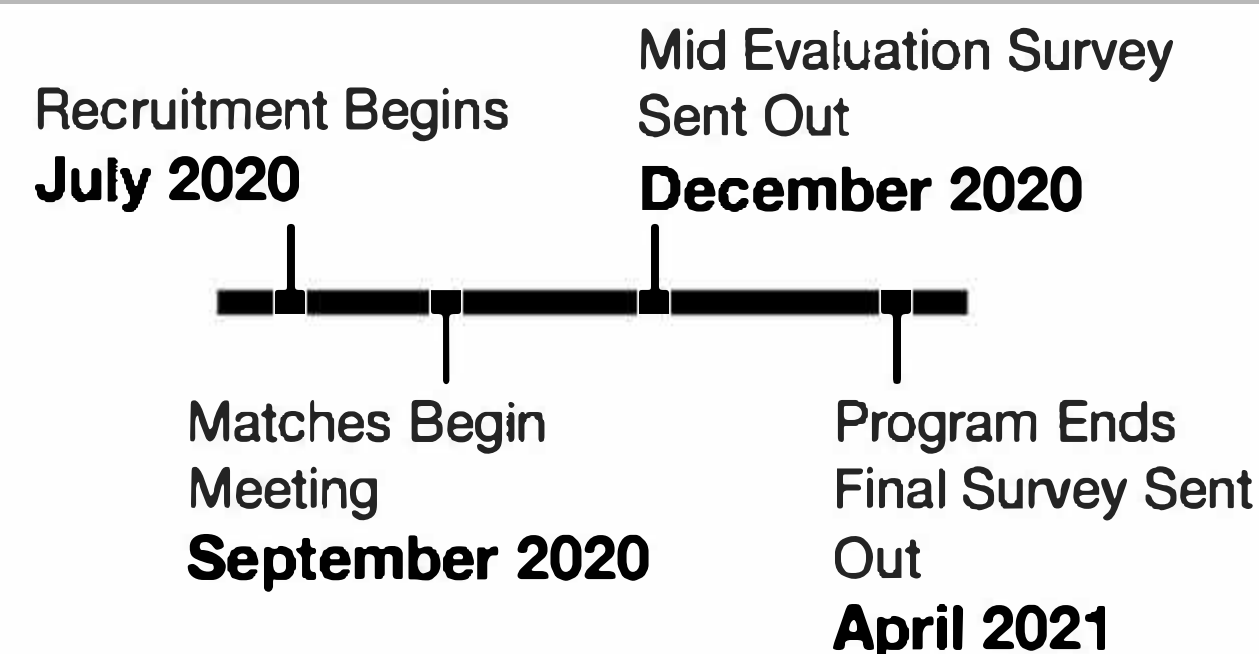 Recruitment Begins
July 2020
Mid Evaluation Survey
Sent Out
December 2020
Matches Begin
Meeting
September 2020
Program Ends
Final Survey Sent
Out
April 2021